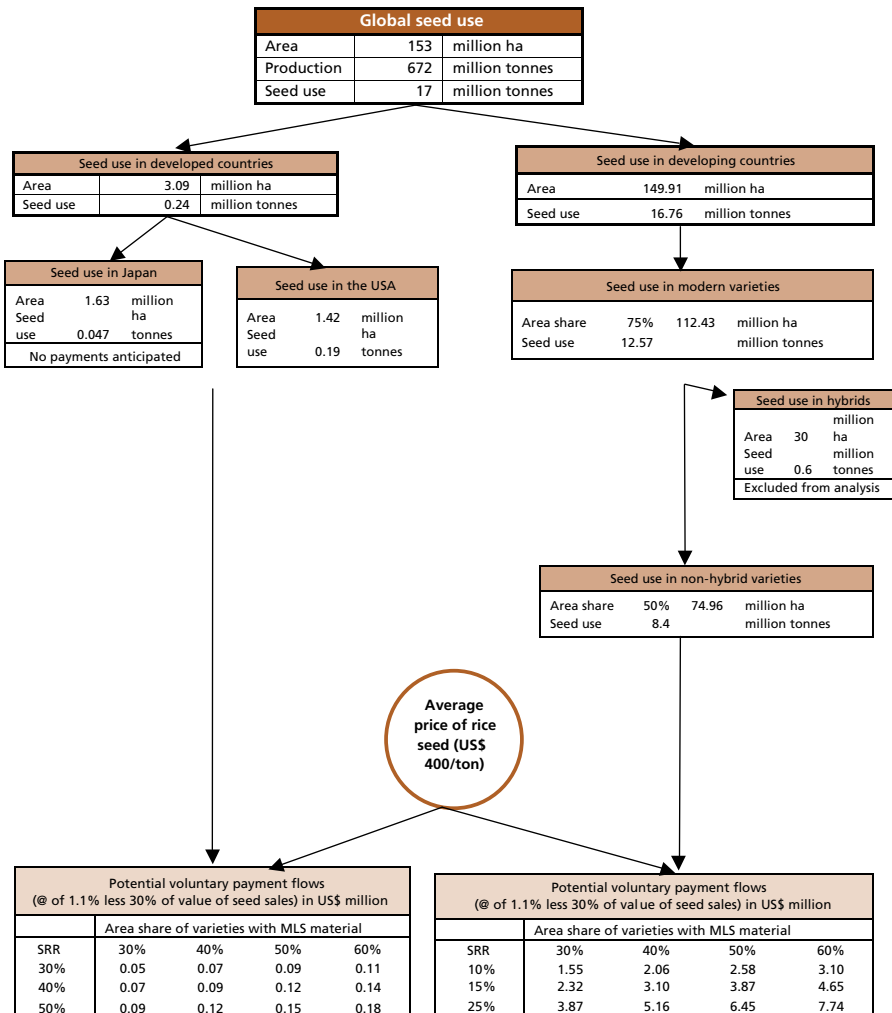 Global seed use
Area 153 million ha
Production 672 million tonnes
Seed use 17 million tonnes
Seed use in developed countries
Area 3.09 million ha
Seed use 0.24 million tonnes
Seed use in developing countries
Area 149.91 million ha
Seed use 16.76 million tonnes
Seed use in Japan
Area 1.63 million
Seed ha
use 0.047 tonnes
No payments anticipated
Seed use in the USA
Area 1.42 million
Seed ha
use 0.19 tonnes
Seed use in modern varieties
Area share 75% 112.43 million ha
Seed use 12.57 million tonnes
Seed use in hybrids
million
Area 30 ha
Seed million
use 0.6 tonnes
Excluded from analysis
Seed use in non-hybrid varieties
Area share 50% 74.96 million ha
Seed use 8.4 million tonnes
Average
price of rice
seed (US$
400/ton)
Potential voluntary payment flows
(@ of 1.1% less 30% of value of seed sales) in US$ million
Area share of varieties with MLS material
SRR 30% 40% 50% 60%
30% 0.05 0.07 0.09 0.11
40% 0.07 0.09 0.12 0.14
50% 0.09 0.12 0.15 0.18
Potential voluntary payment flows
(@ of 1.1% less 30% of value of seed sales) in US$ million
Area share of varieties with MLS material
SRR 30% 40% 50% 60%
10% 1.55 2.06 2.58 3.10
15% 2.32 3.10 3.87 4.65
25% 3.87 5.16 6.45 7.74